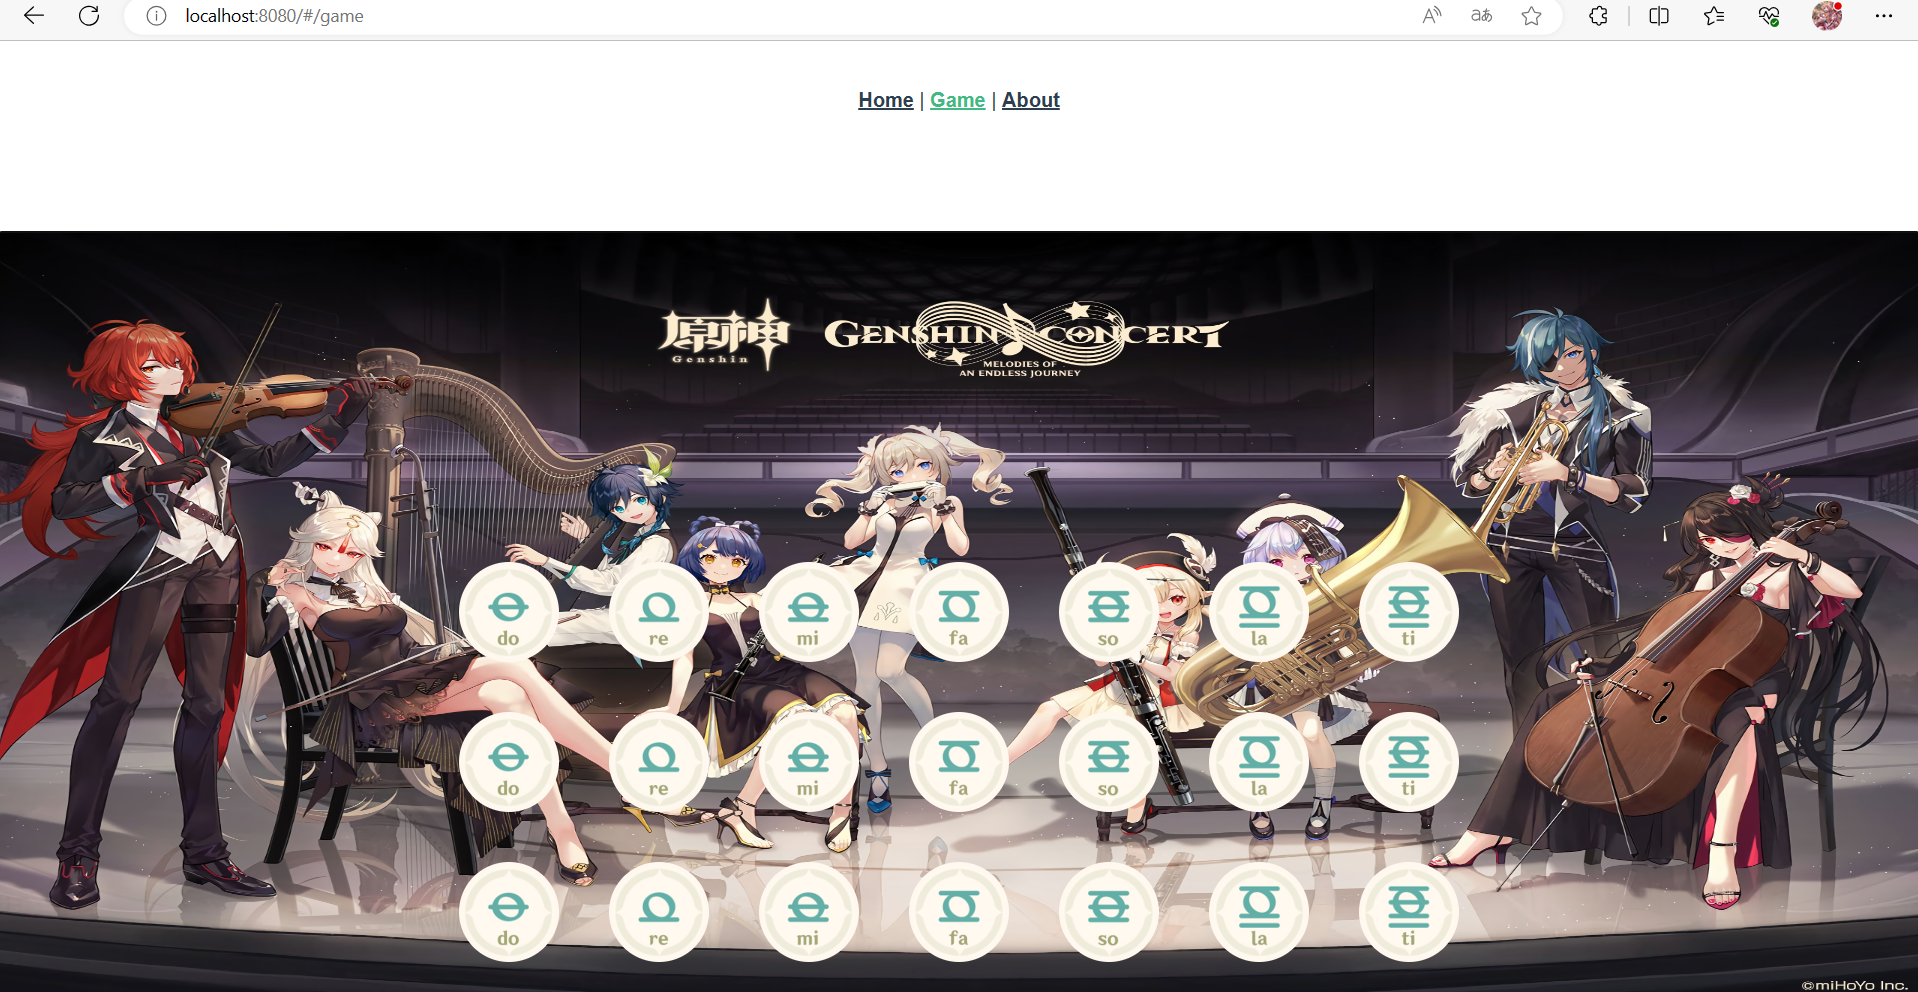 localhost:8080/#/game
Home | Game | About
原神
Genshin
GENSHIN CONCERT
MELODIES OF
AN ENDLESS JOURNEY
do re mi fa so la ti
do re mi fa so la ti
do re mi fa so la ti
©miHoYo Inc.